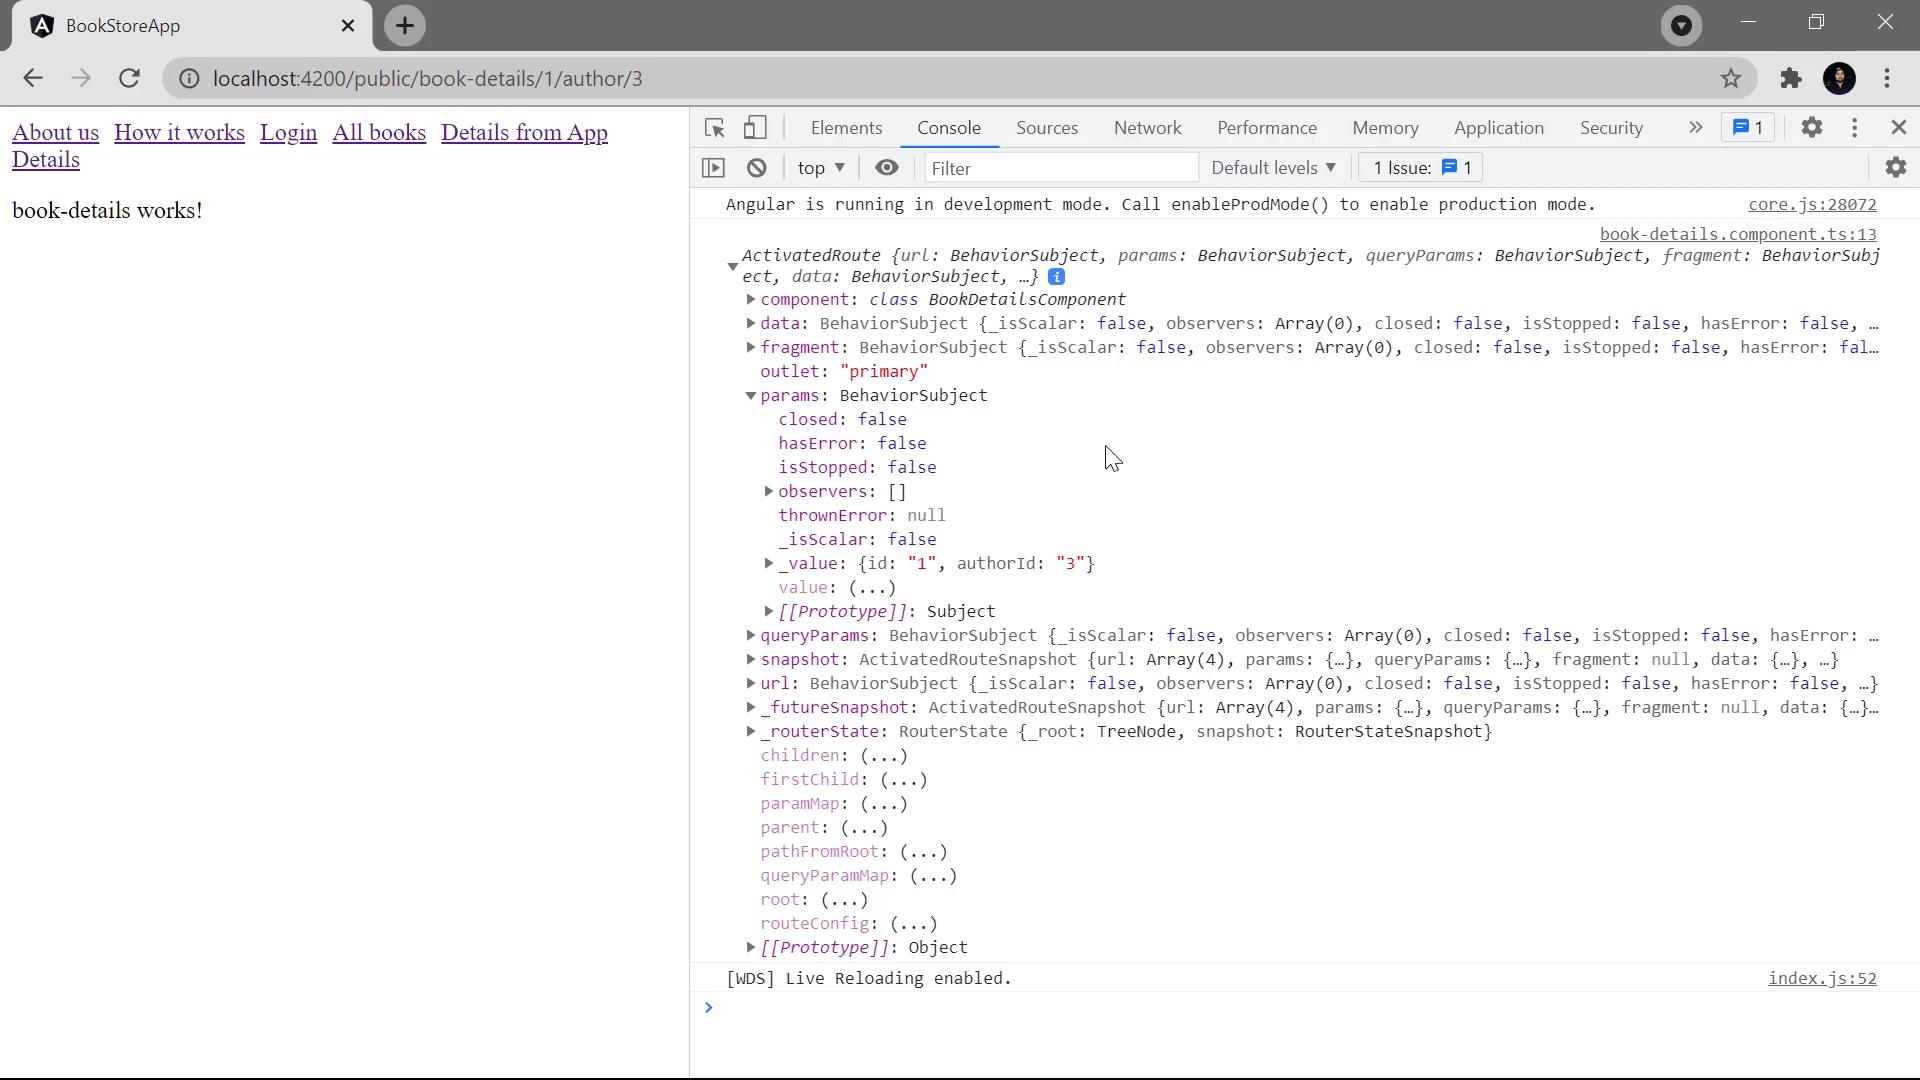 BookStoreApp
localhost:4200/public/book-details/1/author/3
About us How it works Login All books Details from App
Details
book-details works!
Elements Console Sources Network Performance Memory Application Security » 1
top ▼ Filter Default levels ▼ 1 Issue: 1
Angular is running in development mode. Call enableProdMode() to enable production mode. core.js:28072
book-details.component.ts:13
ActivatedRoute {url: BehaviorSubject, params: BehaviorSubject, queryParams: BehaviorSubject, fragment: BehaviorSubj
ect, data: BehaviorSubject, …} i
component: class BookDetailsComponent
data: BehaviorSubject {_isScalar: false, observers: Array(0), closed: false, isStopped: false, hasError: false, …
fragment: BehaviorSubject {_isScalar: false, observers: Array(0), closed: false, isStopped: false, hasError: fal…
outlet: "primary"
params: BehaviorSubject
closed: false
hasError: false
isStopped: false
observers: []
thrownError: null
_isScalar: false
_value: {id: "1", authorId: "3"}
value: (...)
[[Prototype]]: Subject
queryParams: BehaviorSubject {_isScalar: false, observers: Array(0), closed: false, isStopped: false, hasError: …
snapshot: ActivatedRouteSnapshot {url: Array(4), params: {…}, queryParams: {…}, fragment: null, data: {…}, …}
url: BehaviorSubject {_isScalar: false, observers: Array(0), closed: false, isStopped: false, hasError: false, …}
_futureSnapshot: ActivatedRouteSnapshot {url: Array(4), params: {…}, queryParams: {…}, fragment: null, data: {…}…
_routerState: RouterState {_root: TreeNode, snapshot: RouterStateSnapshot}
children: (...)
firstChild: (...)
paramMap: (...)
parent: (...)
pathFromRoot: (...)
queryParamMap: (...)
root: (...)
routeConfig: (...)
[[Prototype]]: Object
[WDS] Live Reloading enabled. index.js:52